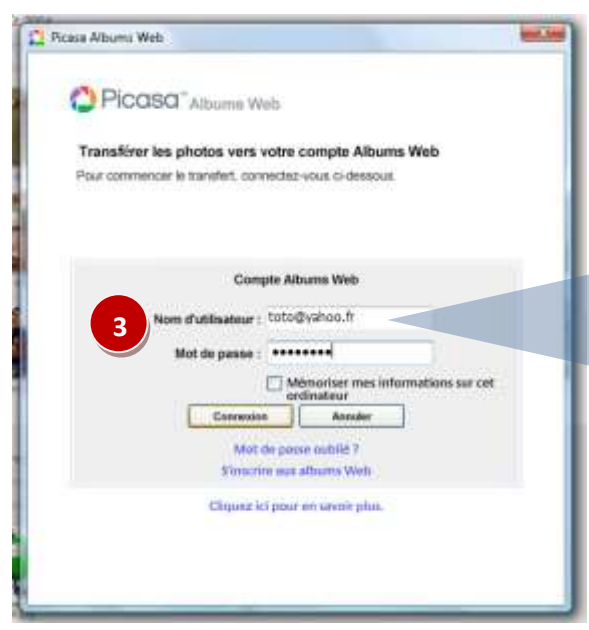 Picasa Albums Web
Picasa™ Albums Web
Transférer les photos vers votre compte Albums Web
Pour commencer le transfert, connectez-vous ci-dessous.
Compte Albums Web
3
Nom d'utilisateur : toto@yahoo.fr
Mot de passe : ••••••••
Mémoriser mes informations sur cet
ordinateur
Connexion Annuler
Mot de passe oublié ?
S'inscrire aux albums Web
Cliquez ici pour en savoir plus.